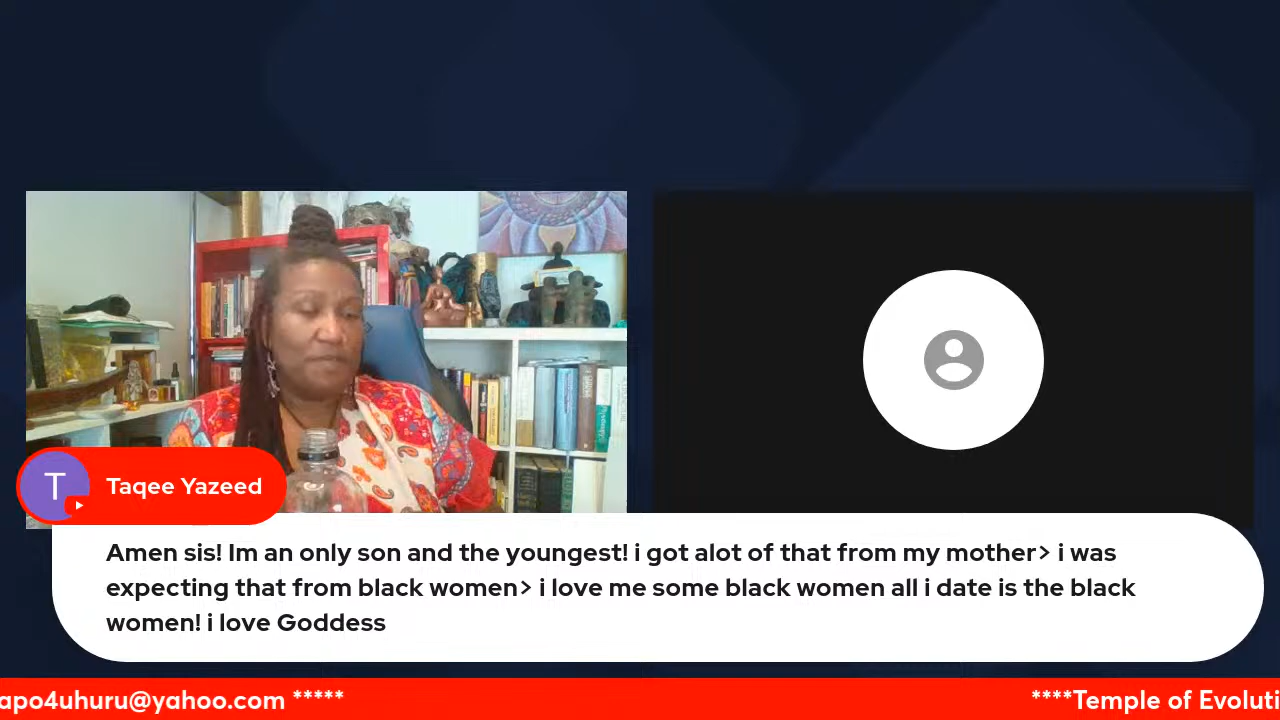 T
Taqee Yazeed
Amen sis! Im an only son and the youngest! i got alot of that from my mother> i was
expecting that from black women> i love me some black women all i date is the black
women! i love Goddess
apo4uhuru@yahoo.com ***** ****Temple of Evoluti